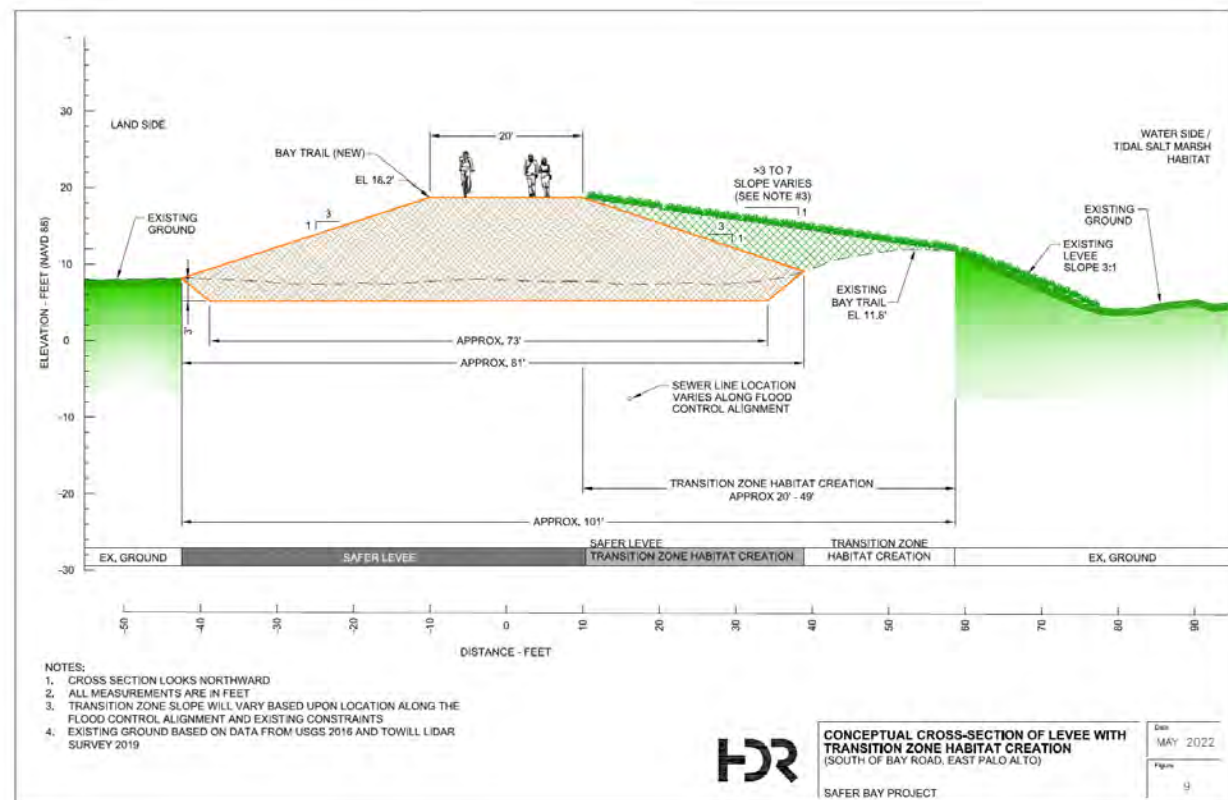 30
20
10
0
-10
-20
-30
ELEVATION - FEET (NAVD 88)
LAND SIDE
WATER SIDE /
TIDAL SALT MARSH
HABITAT
20'
BAY TRAIL (NEW)
EL 18.2'
>3 TO 7
SLOPE VARIES
(SEE NOTE #3)
1
3
1
3
1
EXISTING
GROUND
EXISTING
GROUND
EXISTING
LEVEE
SLOPE 3:1
EXISTING
BAY TRAIL
EL 11.8'
3'
APPROX. 73'
APPROX. 81'
SEWER LINE LOCATION
VARIES ALONG FLOOD
CONTROL ALIGNMENT
TRANSITION ZONE HABITAT CREATION
APPROX 20' - 49'
APPROX. 101'
EX. GROUND
SAFER LEVEE
SAFER LEVEE
TRANSITION ZONE HABITAT CREATION
TRANSITION ZONE
HABITAT CREATION
EX. GROUND
-50 -40 -30 -20 -10 0 10 20 30 40 50 60 70 80 90
DISTANCE - FEET
NOTES:
1. CROSS SECTION LOOKS NORTHWARD
2. ALL MEASUREMENTS ARE IN FEET
3. TRANSITION ZONE SLOPE WILL VARY BASED UPON LOCATION ALONG THE
FLOOD CONTROL ALIGNMENT AND EXISTING CONSTRAINTS
4. EXISTING GROUND BASED ON DATA FROM USGS 2016 AND TOWILL LIDAR
SURVEY 2019
HDR
CONCEPTUAL CROSS-SECTION OF LEVEE WITH
TRANSITION ZONE HABITAT CREATION
(SOUTH OF BAY ROAD, EAST PALO ALTO)
SAFER BAY PROJECT
Date
MAY 2022
Figure
9